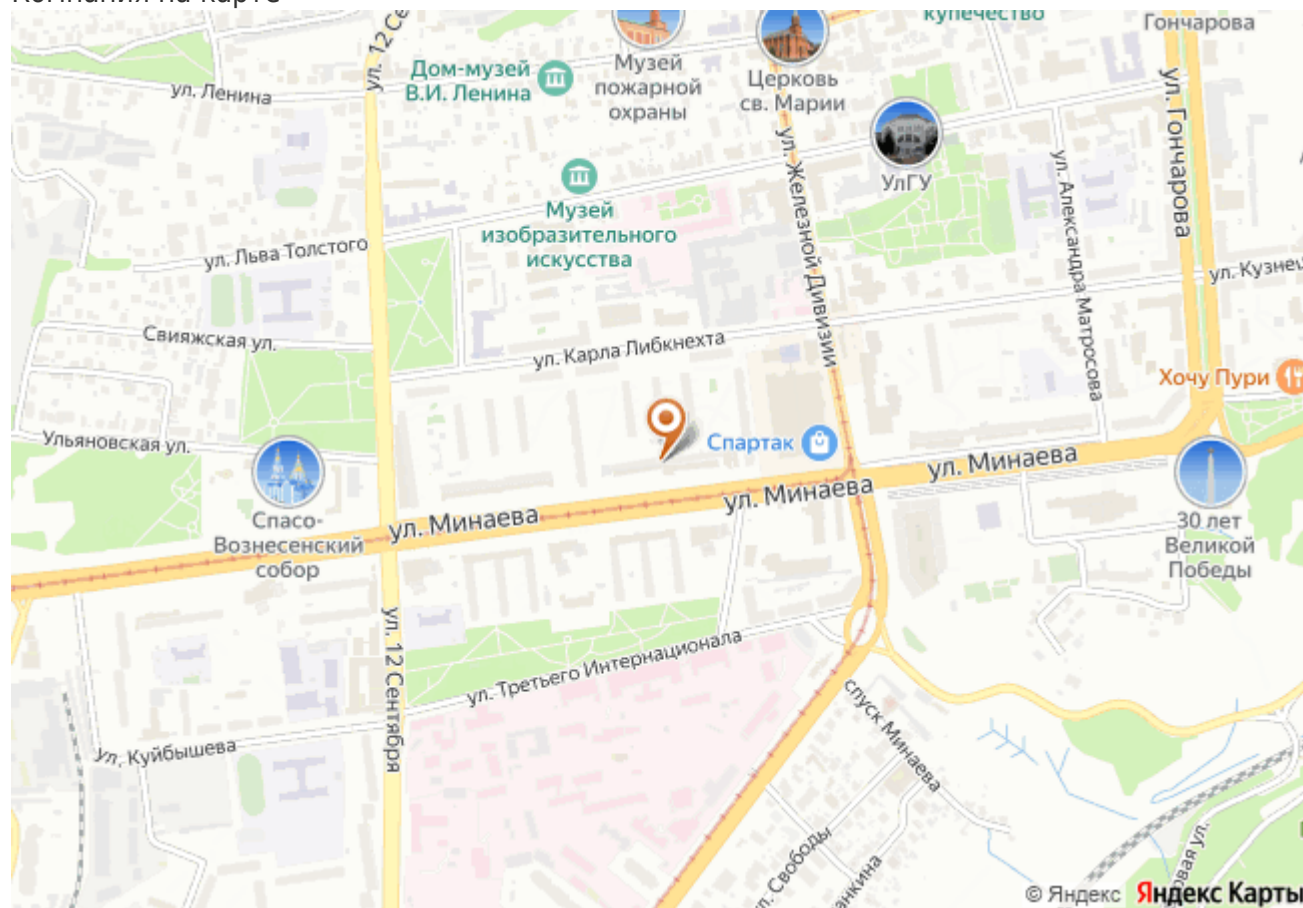 ул. 12 Се
купечество
Гончарова
Дом-музей
В.И. Ленина
Музей
пожарной
охраны
Церковь
св. Марии
ул. Ленина
ул. Гончарова
УлГУ
ул. Железной Дивизии
ул. Александра Матросова
Музей
изобразительного
искусства
ул. Льва Толстого
ул. Кузнец
Свияжская ул.
ул. Карла Либкнехта
Хочу Пури
Ульяновская ул.
Спартак
ул. Минаева
ул. Минаева
ул. Минаева
Спасо-
Вознесенский
собор
30 лет
Великой
Победы
ул. 12 Сентября
ул. Третьего Интернационала
спуск Минаева
ул. Куйбышева
ул. Свободы
© Яндекс Яндекс Карты